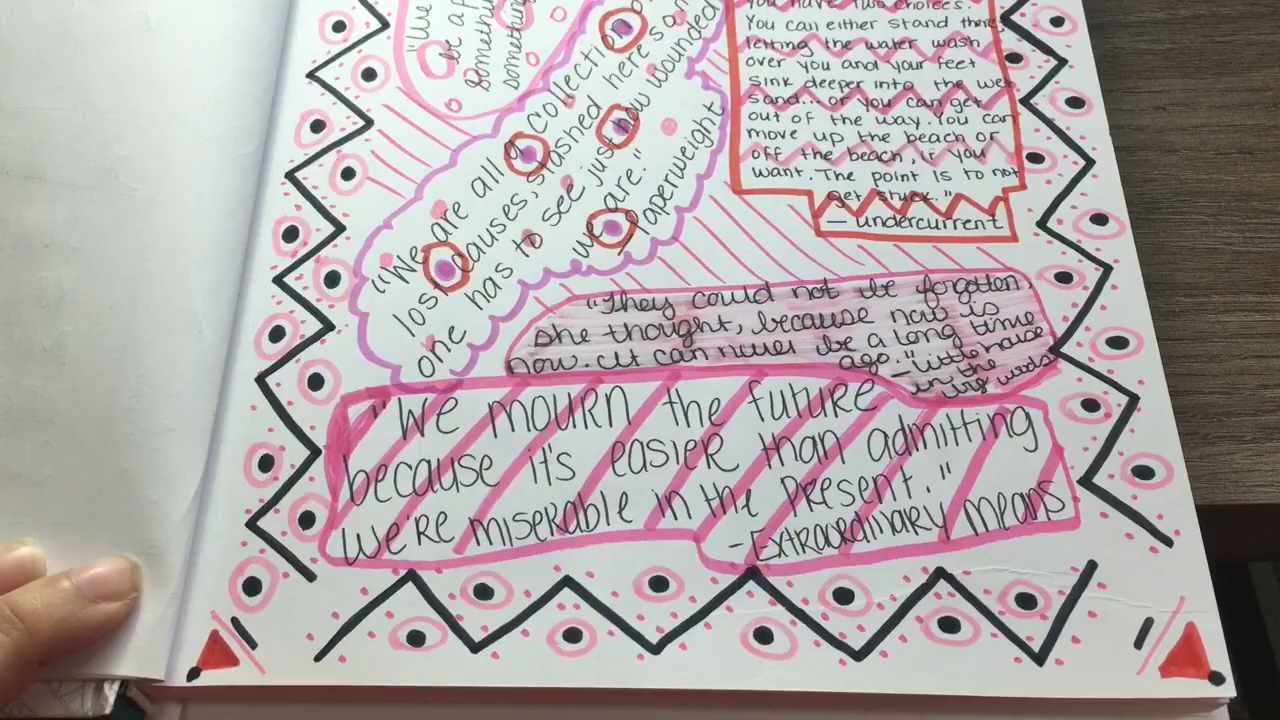 "We
be a p
somethin
something
"We are all a collection o
lost causes, stashed here. Someone
one has to see just how wounded
we are."
- Paperweight
You have two choices.
You can either stand there
letting the water wash
over you and your feet
sink deeper into the wet
sand... or you can get
out of the way. You can
move up the beach or
off the beach, if you
want. The point is to not
get stuck."
- undercurrent
"They could not be forgotten,
she thought, because now is
now. It can never be a long time
ago." - little house
in the
big woods
"We mourn the future
because it's easier than admitting
we're miserable in the present."
- Extraordinary means